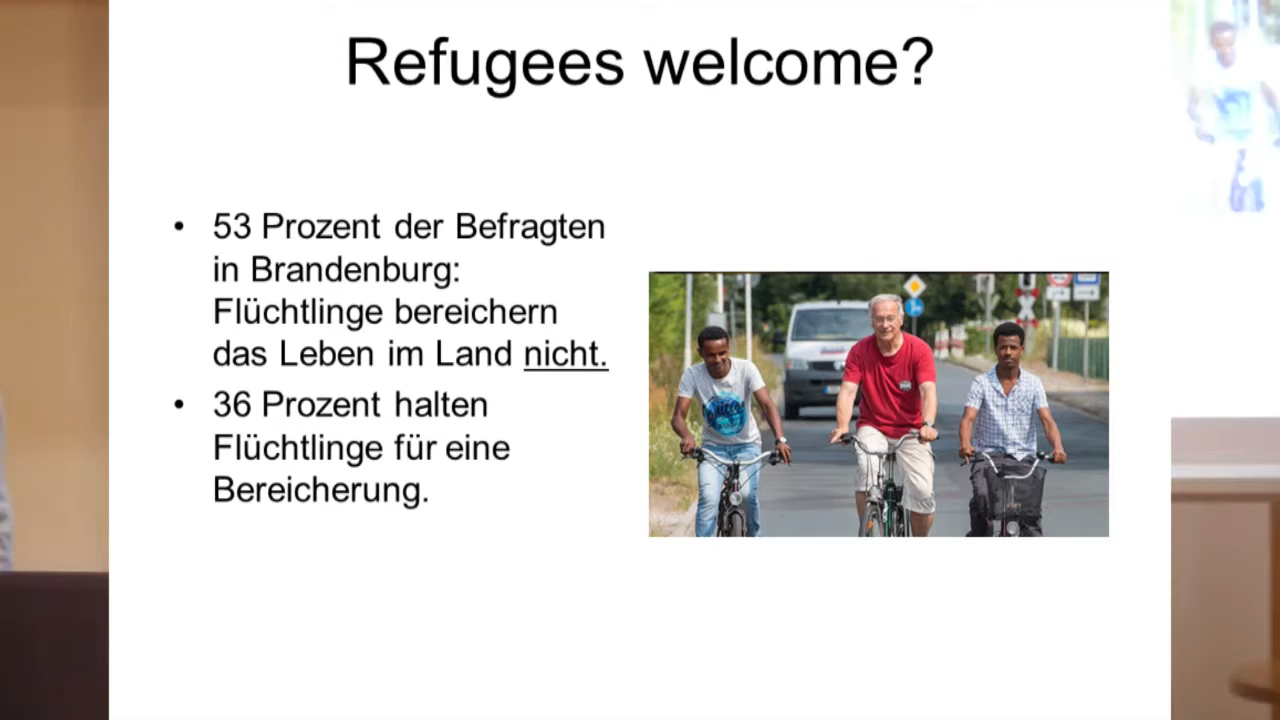 Refugees welcome?
• 53 Prozent der Befragten
in Brandenburg:
Flüchtlinge bereichern
das Leben im Land nicht.
• 36 Prozent halten
Flüchtlinge für eine
Bereicherung.